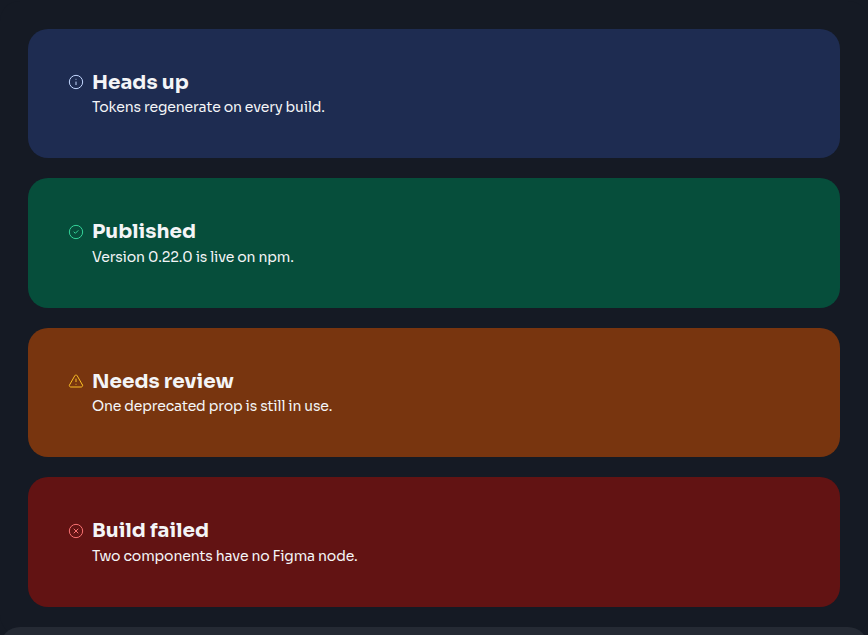 Heads up
Tokens regenerate on every build.
Published
Version 0.22.0 is live on npm.
Needs review
One deprecated prop is still in use.
Build failed
Two components have no Figma node.